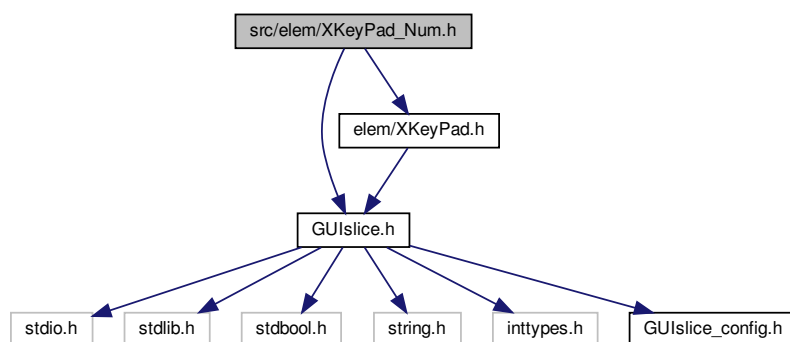 src/elem/XKeyPad_Num.h
elem/XKeyPad.h
GUIslice.h
stdio.h
stdlib.h
stdbool.h
string.h
inttypes.h
GUIslice_config.h